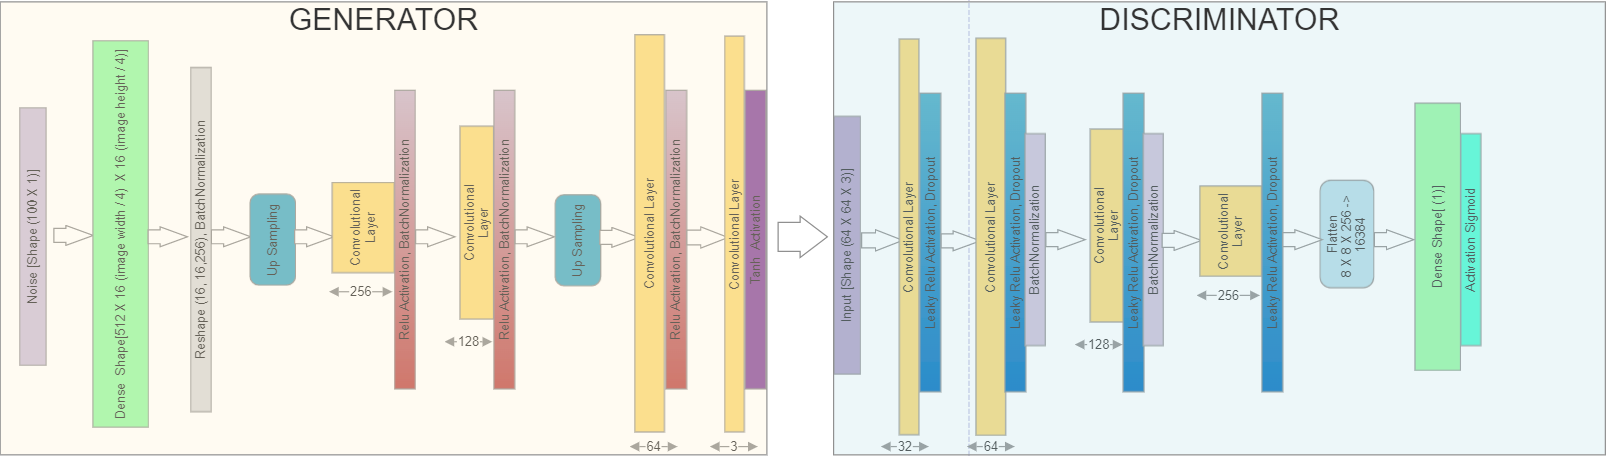 GENERATOR
Noise [Shape (100 X 1)]
Dense Shape[512 X 16 (image width / 4) X 16 (image height / 4)]
Reshape (16, 16,256), BatchNormalization
Up Sampling
Convolutional
Layer
256
Relu Activation, BatchNormalization
Convolutional
Layer
128
Relu Activation, BatchNormalization
Up Sampling
Convolutional Layer
64
Relu Activation, BatchNormalization
Convolutional Layer
3
Tanh Activation
DISCRIMINATOR
Input [Shape (64 X 64 X 3)]
Convolutional Layer
32
Leaky Relu Activation, Dropout
Convolutional Layer
64
Leaky Relu Activation, Dropout
BatchNormalization
Convolutional
Layer
128
Leaky Relu Activation, Dropout
BatchNormalization
Convolutional
Layer
256
Leaky Relu Activation, Dropout
Flatten
8 X 8 X 256 ->
16384
Dense Shape[ (1)]
Activation Sigmoid